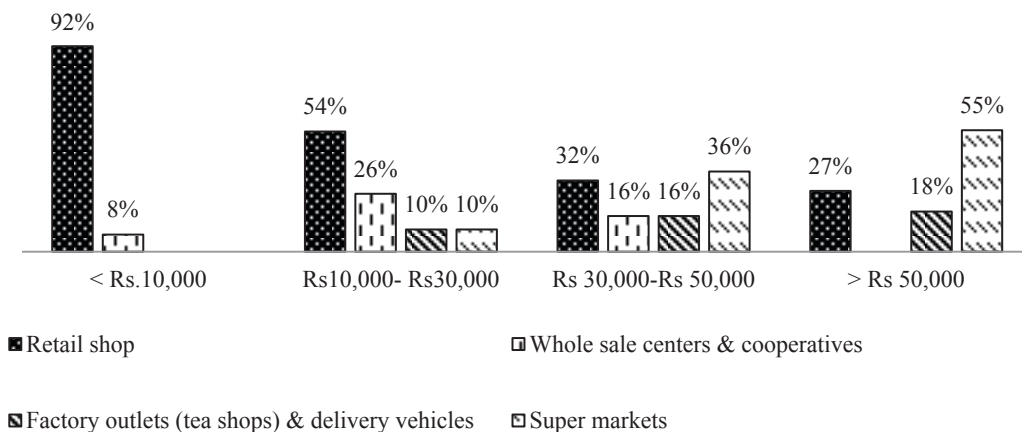 92%
8%
54%
26%
10%
10%
32%
16%
16%
36%
27%
18%
55%
< Rs.10,000
Rs10,000- Rs30,000
Rs 30,000-Rs 50,000
> Rs 50,000
Retail shop
Whole sale centers & cooperatives
Factory outlets (tea shops) & delivery vehicles
Super markets